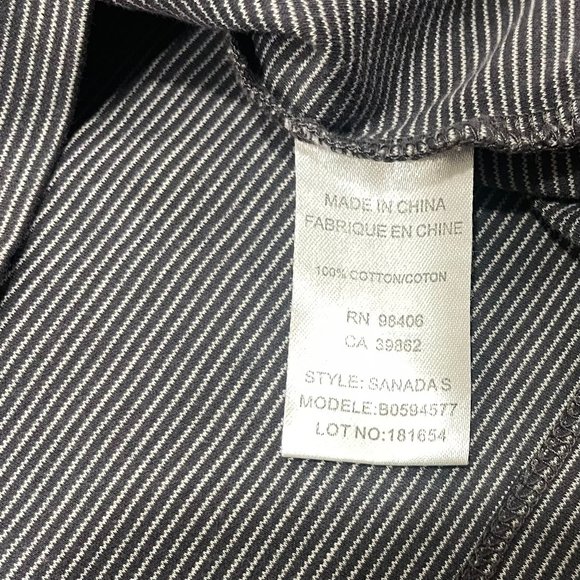 MADE IN CHINA
FABRIQUE EN CHINE
100% COTTON/COTON
RN 98406
CA 39862
STYLE: SANADA S
MODELE:B0594577
LOT NO:181654